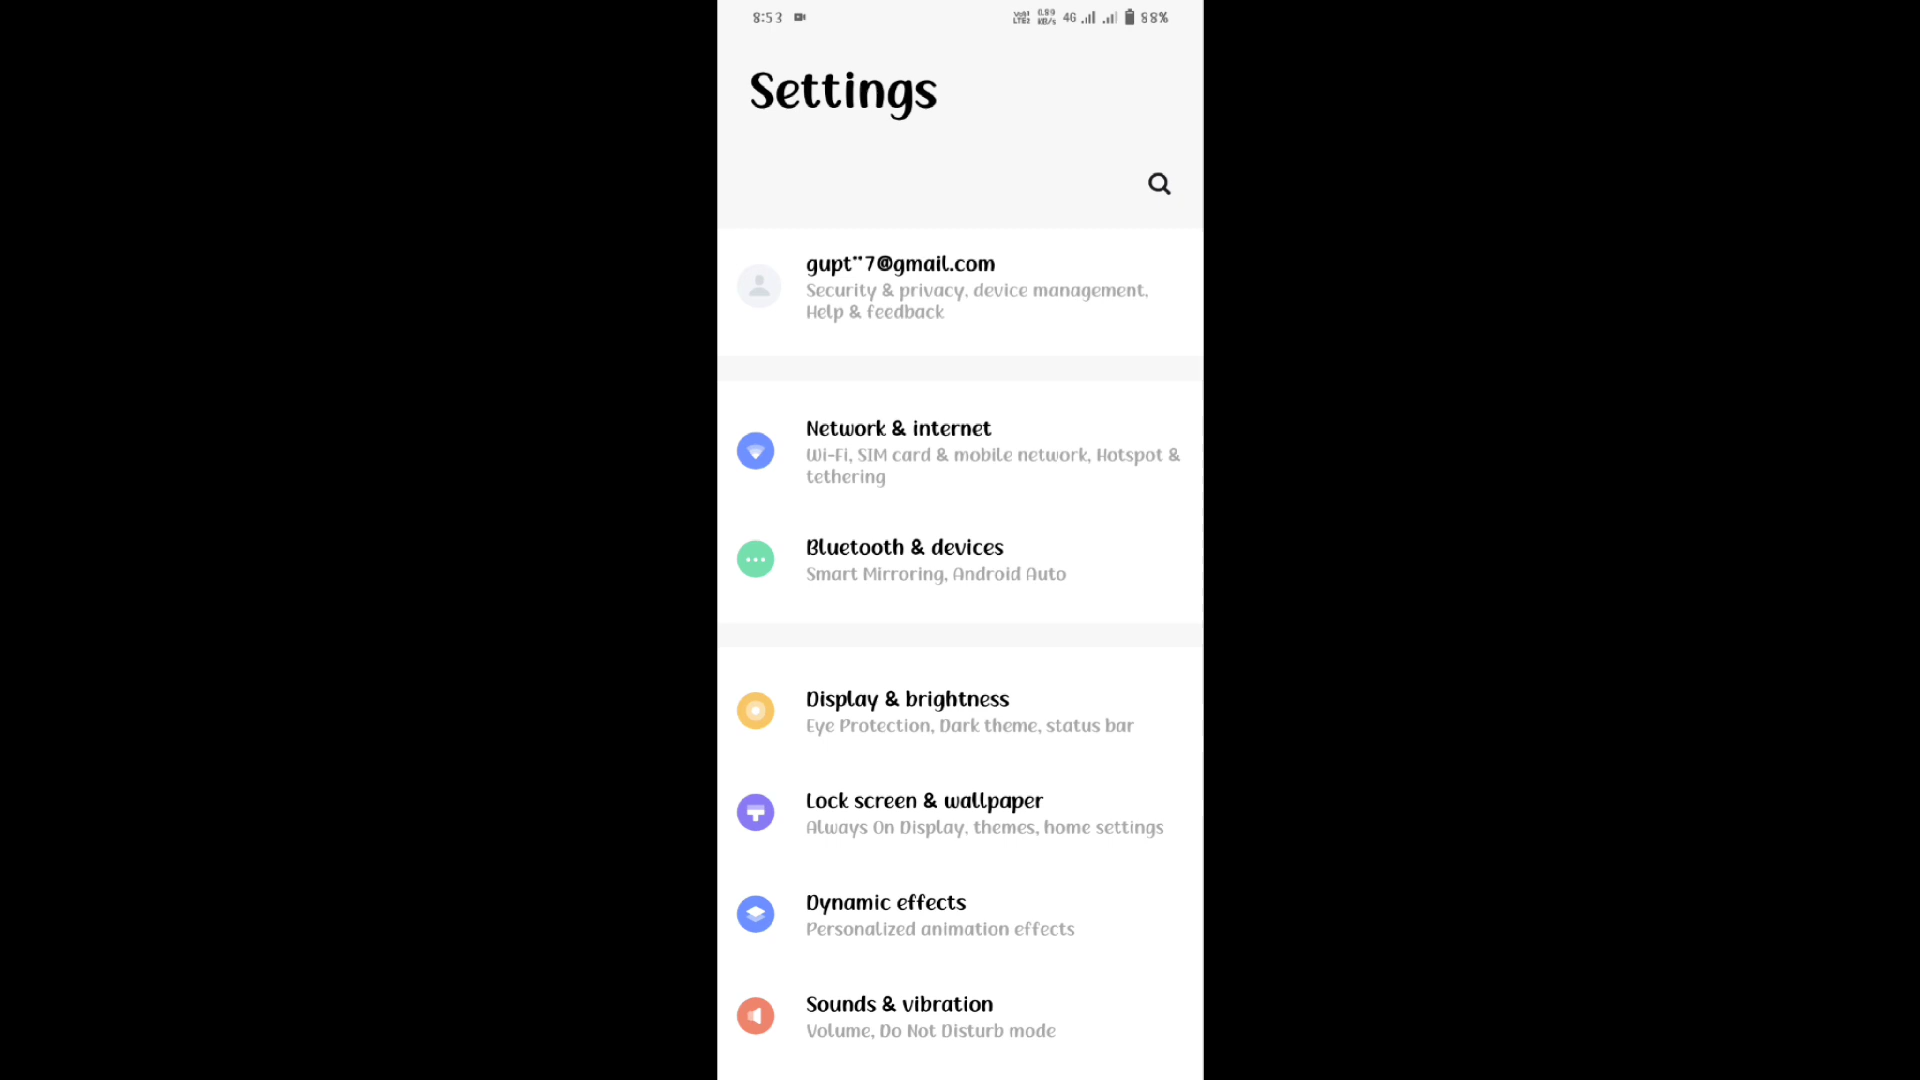 8:53
4G 88%
Settings
gupt**7@gmail.com
Security & privacy, device management,
Help & feedback
Network & internet
Wi-Fi, SIM card & mobile network, Hotspot &
tethering
Bluetooth & devices
Smart Mirroring, Android Auto
Display & brightness
Eye Protection, Dark theme, status bar
Lock screen & wallpaper
Always On Display, themes, home settings
Dynamic effects
Personalized animation effects
Sounds & vibration
Volume, Do Not Disturb mode